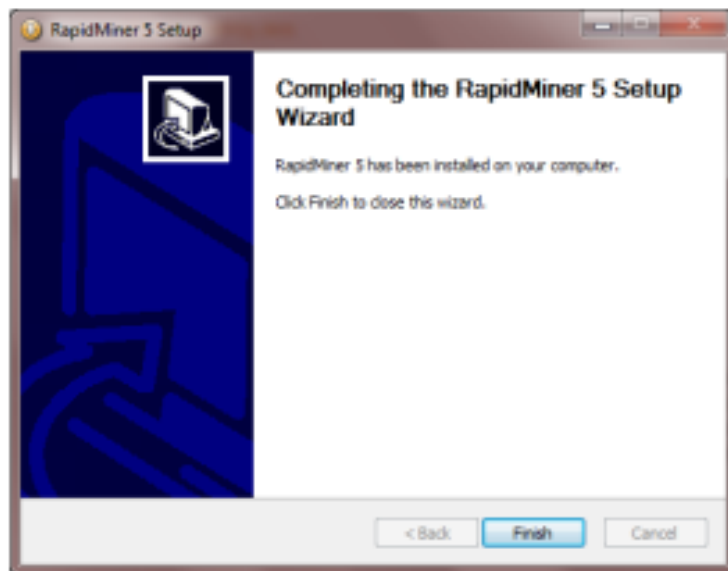 RapidMiner 5 Setup
Completing the RapidMiner 5 Setup
Wizard
RapidMiner 5 has been installed on your computer.
Click Finish to close this wizard.
< Back
Finish
Cancel